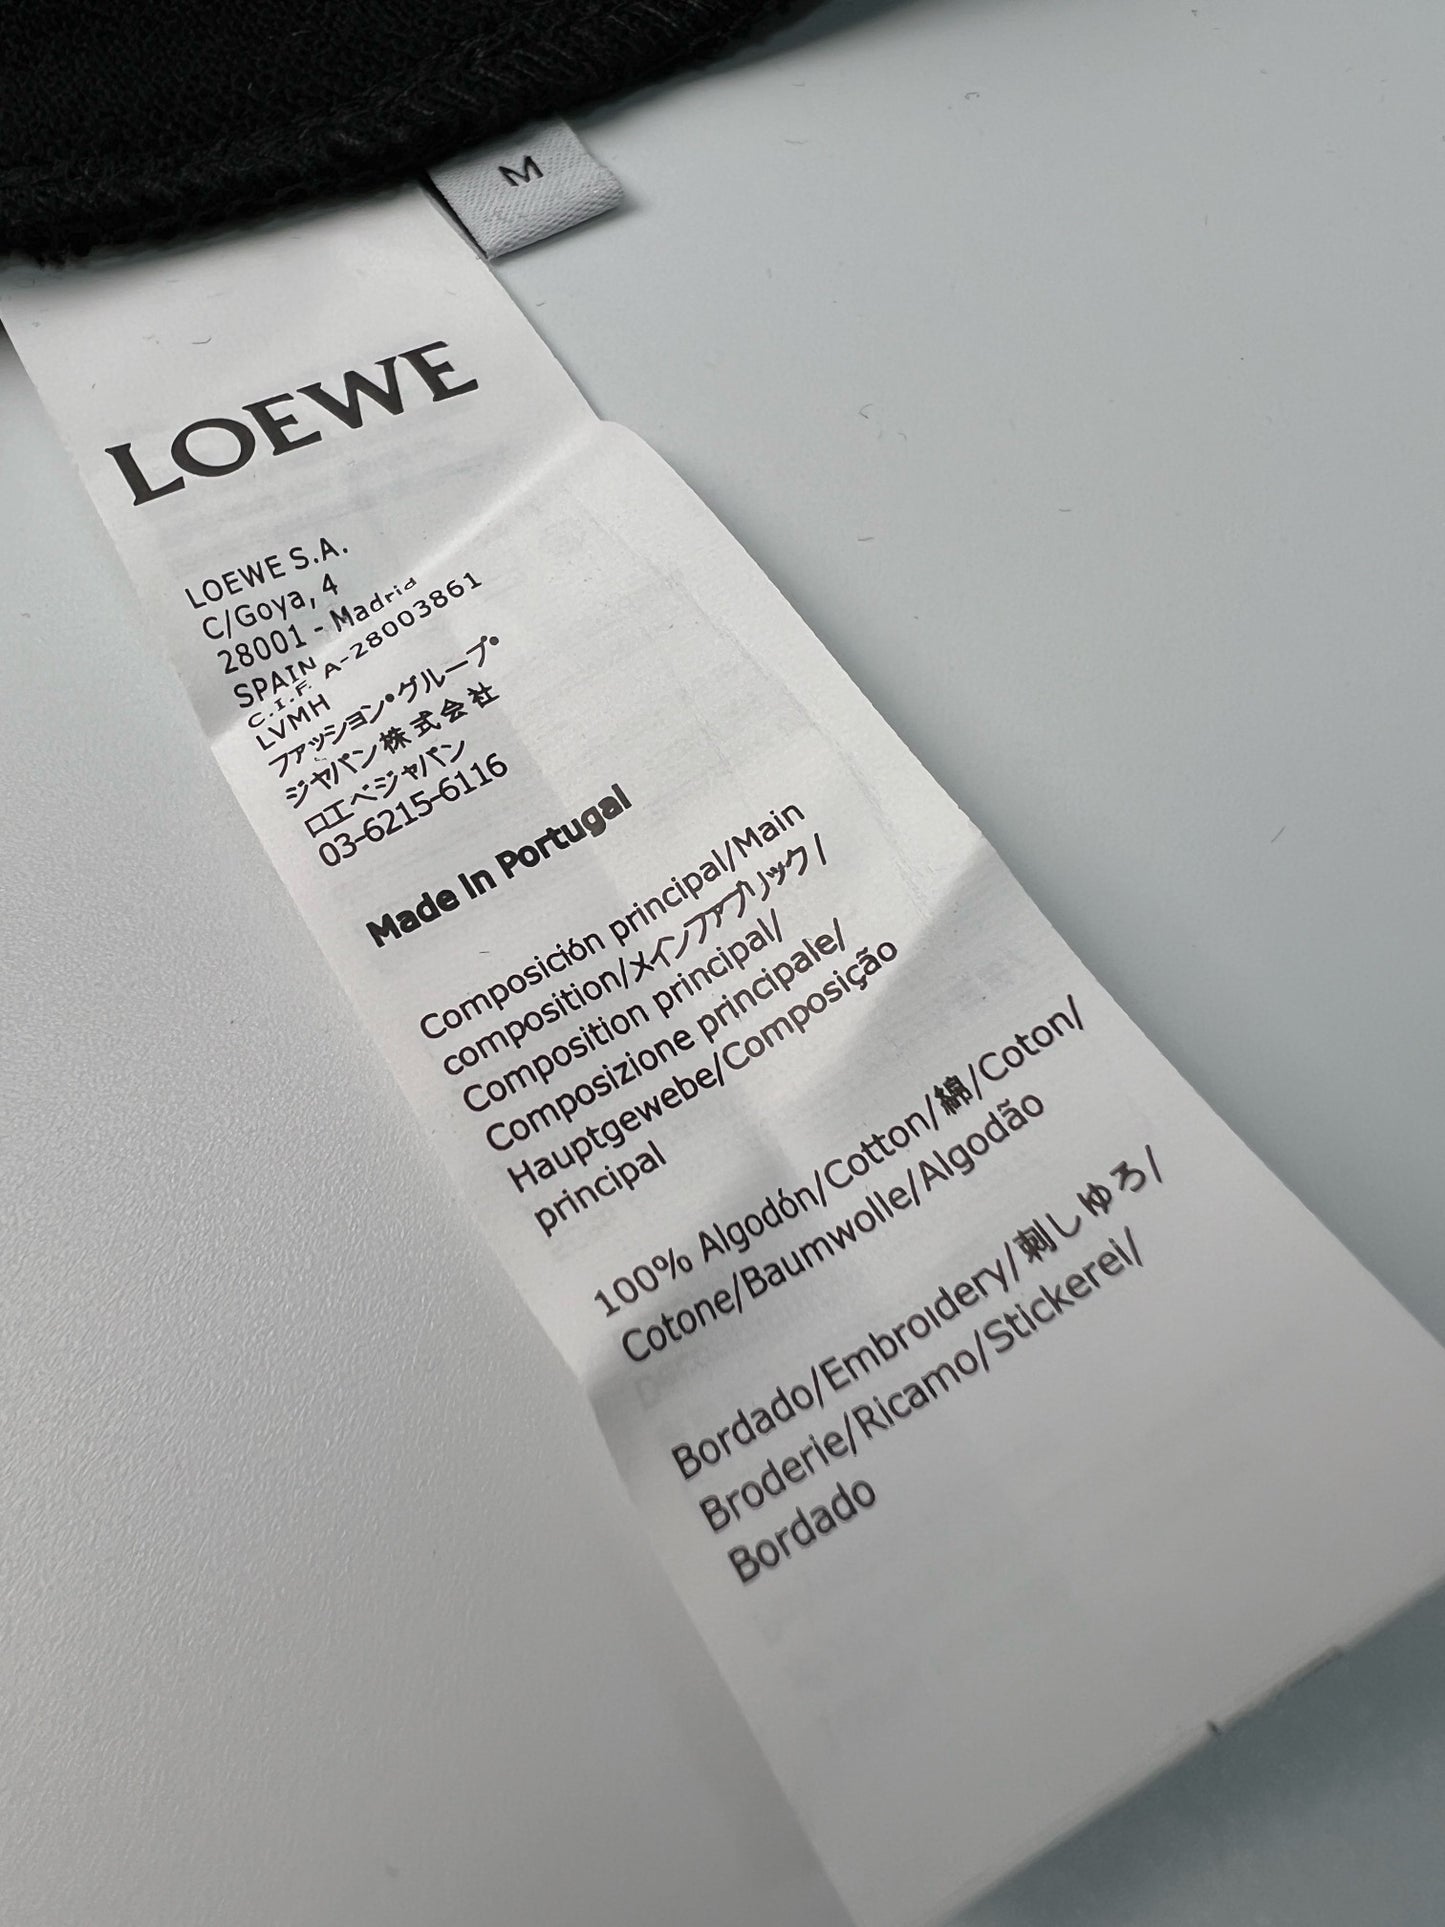 M
LOEWE
LOEWE S.A.
C/Goya, 4
28001 - Madrid
SPAIN
C.I.F. A-28003861
LVMH
ファッション・グループ・
ジャパン株式会社
ロエベジャパン
03-6215-6116
Made in Portugal
Composición principal/Main
composition/メインファブリック/
Composition principal/
Composizione principale/
Hauptgewebe/Composição
principal
100% Algodón/Cotton/綿/Coton/
Cotone/Baumwolle/Algodão
Bordado/Embroidery/刺しゆろ/
Broderie/Ricamo/Stickerei/
Bordado